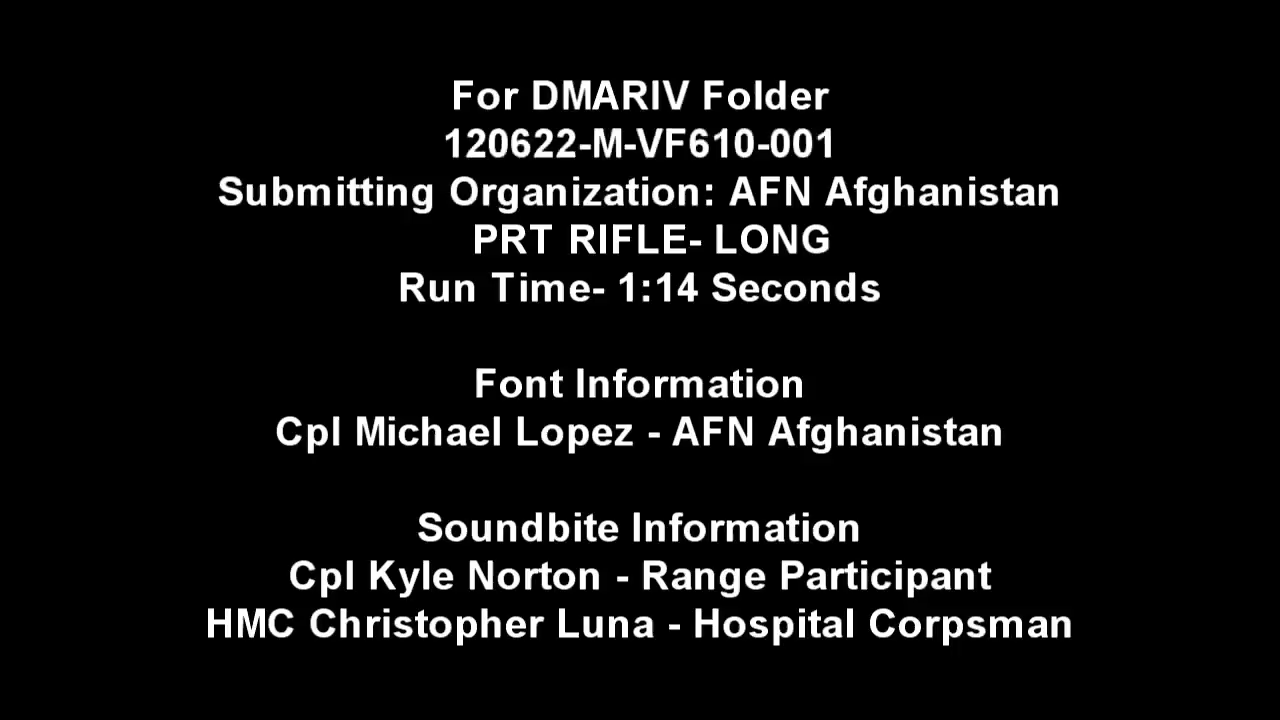 For DMARIV Folder
120622-M-VF610-001
Submitting Organization: AFN Afghanistan
PRT RIFLE- LONG
Run Time- 1:14 Seconds
Font Information
Cpl Michael Lopez - AFN Afghanistan
Soundbite Information
Cpl Kyle Norton - Range Participant
HMC Christopher Luna - Hospital Corpsman